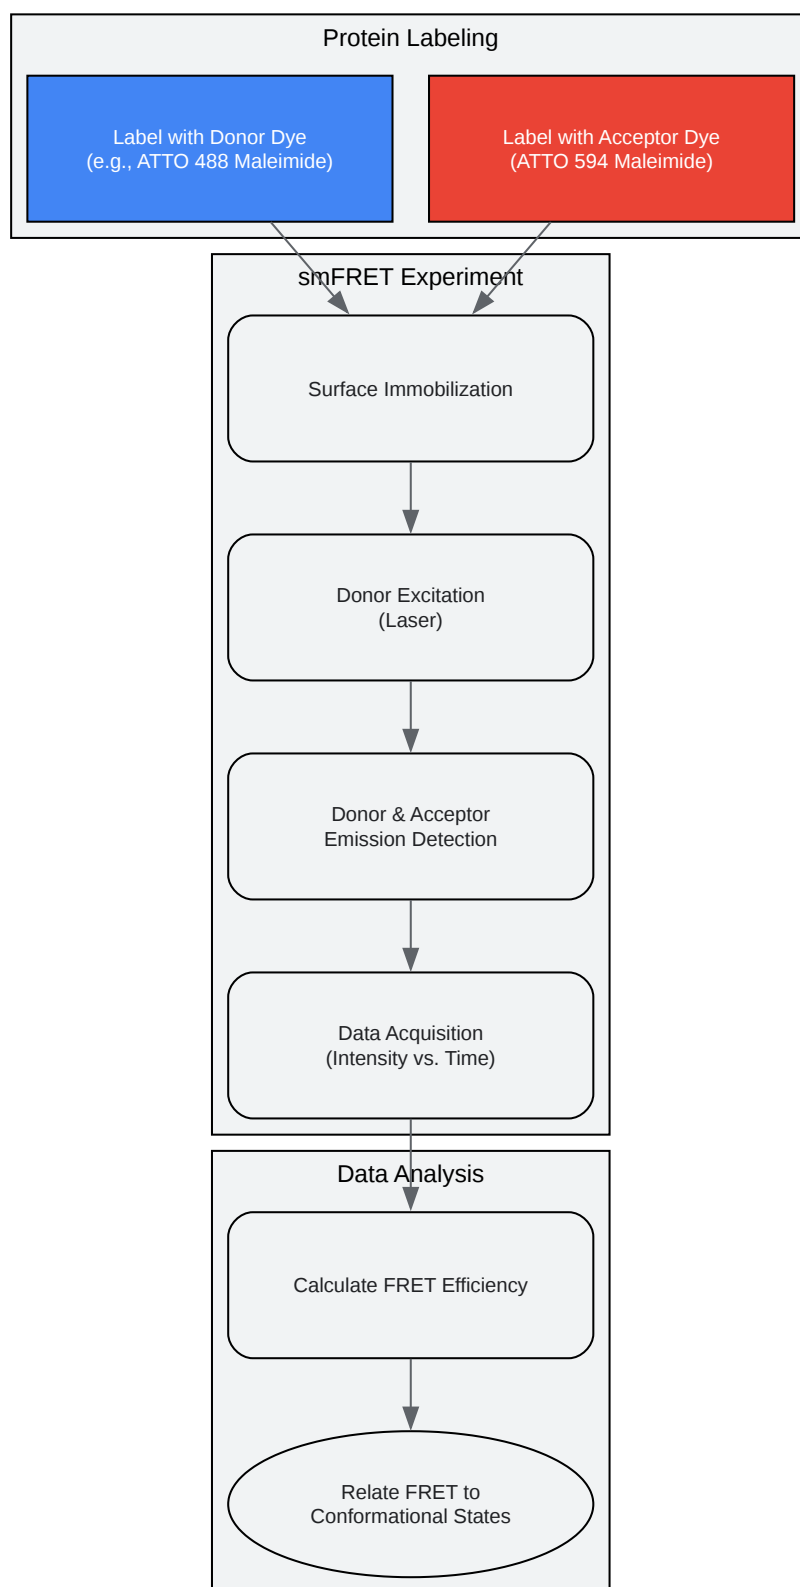 Protein Labeling
Label with Donor Dye
(e.g., ATTO 488 Maleimide)
Label with Acceptor Dye
(ATTO 594 Maleimide)
smFRET Experiment
Surface Immobilization
Donor Excitation
(Laser)
Donor & Acceptor
Emission Detection
Data Acquisition
(Intensity vs. Time)
Data Analysis
Calculate FRET Efficiency
Relate FRET to
Conformational States